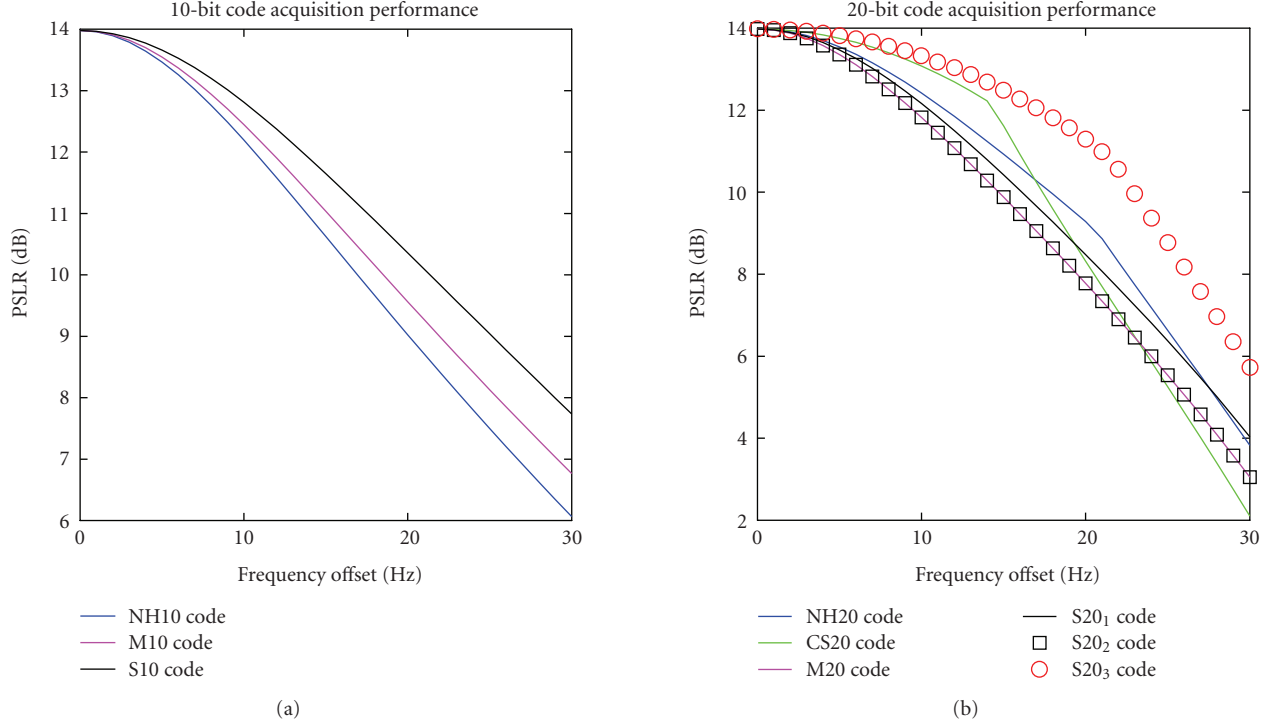 10-bit code acquisition performance
14
13
12
11
10
9
8
7
6
PSLR (dB)
0 10 20 30
Frequency offset (Hz)
NH10 code
M10 code
S10 code
(a)
20-bit code acquisition performance
14
12
10
8
6
4
2
PSLR (dB)
0 10 20 30
Frequency offset (Hz)
NH20 code
CS20 code
M20 code
S20₁ code
S20₂ code
S20₃ code
(b)